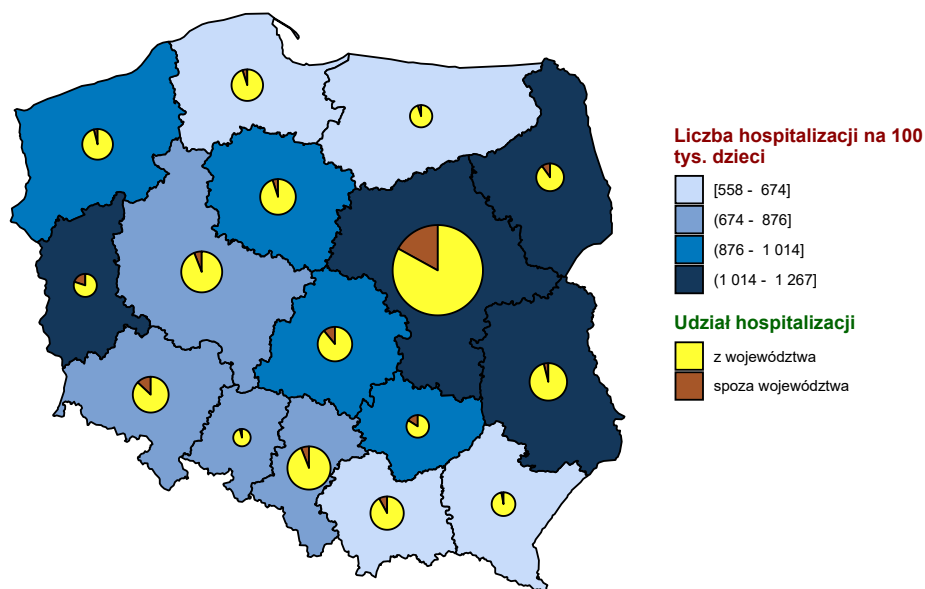 Liczba hospitalizacji na 100
tys. dzieci
[558 - 674]
(674 - 876]
(876 - 1 014]
(1 014 - 1 267]
Udział hospitalizacji
z województwa
spoza województwa